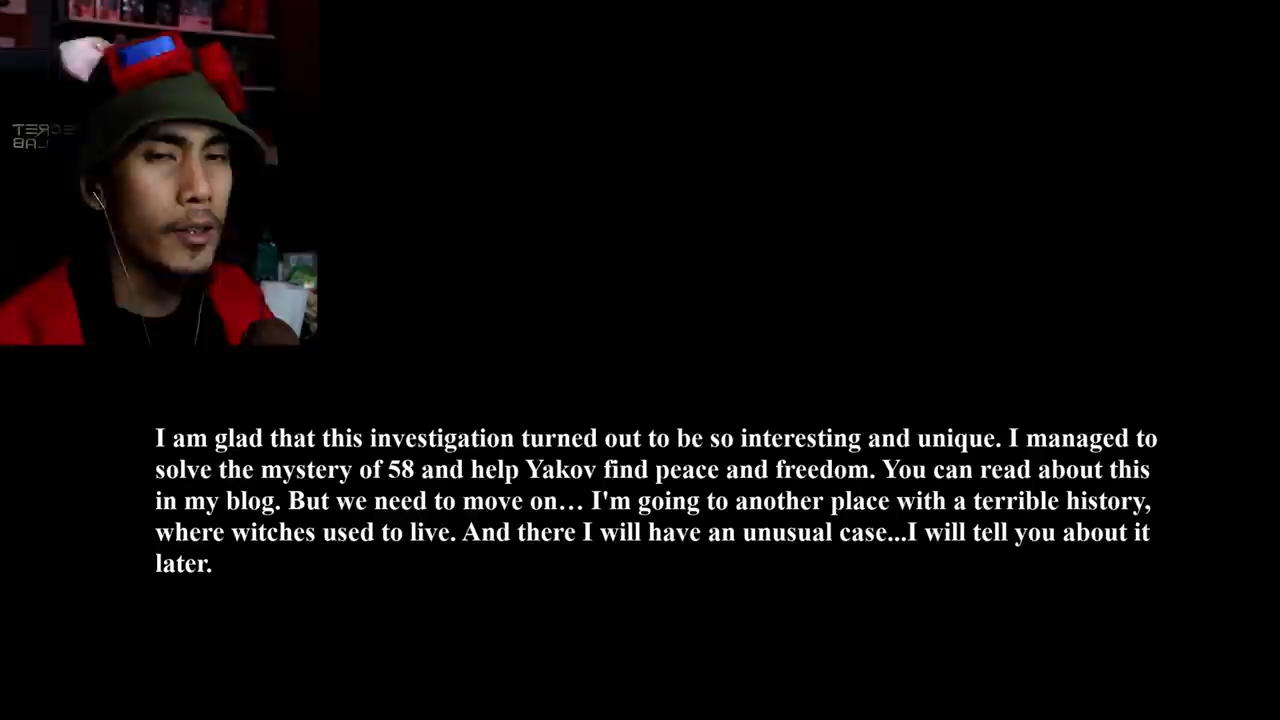 I am glad that this investigation turned out to be so interesting and unique. I managed to
solve the mystery of 58 and help Yakov find peace and freedom. You can read about this
in my blog. But we need to move on… I'm going to another place with a terrible history,
where witches used to live. And there I will have an unusual case...I will tell you about it
later.